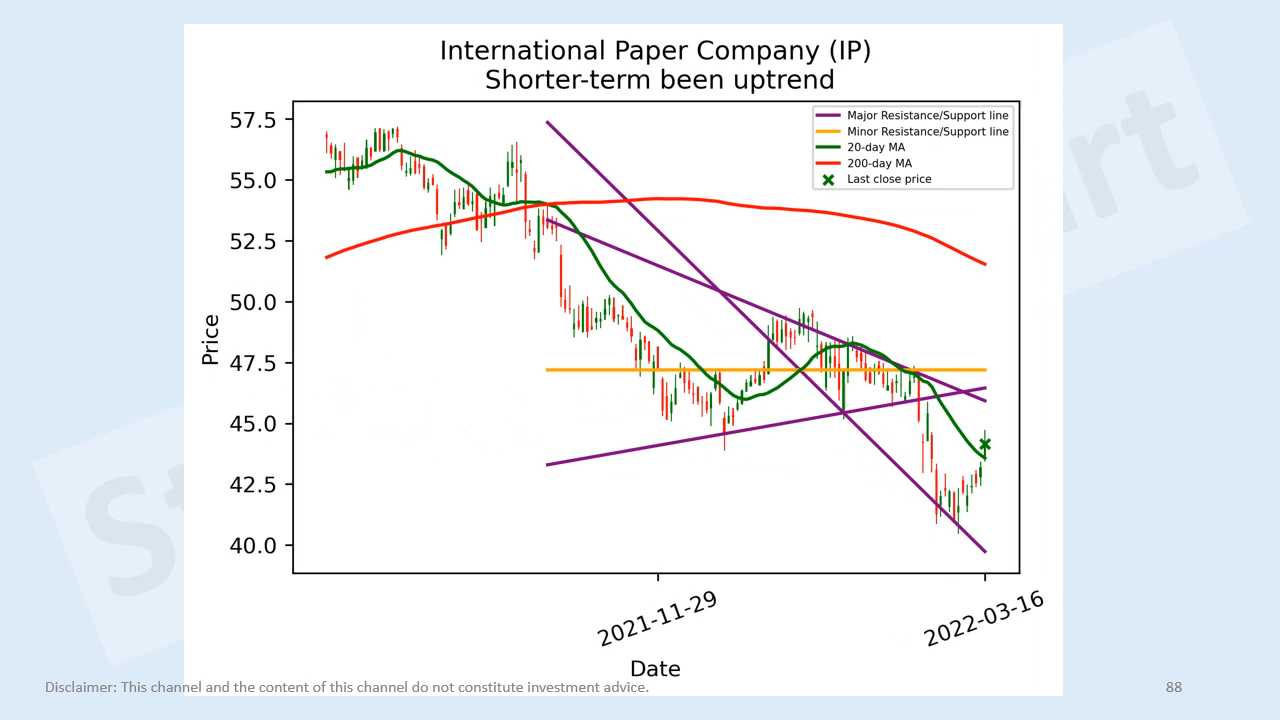 International Paper Company (IP)
Shorter-term been uptrend
Major Resistance/Support line
Minor Resistance/Support line
20-day MA
200-day MA
Last close price
57.5
55.0
52.5
50.0
47.5
45.0
42.5
40.0
Price
2021-11-29
2022-03-16
Date
Disclaimer: This channel and the content of this channel do not constitute investment advice.
88